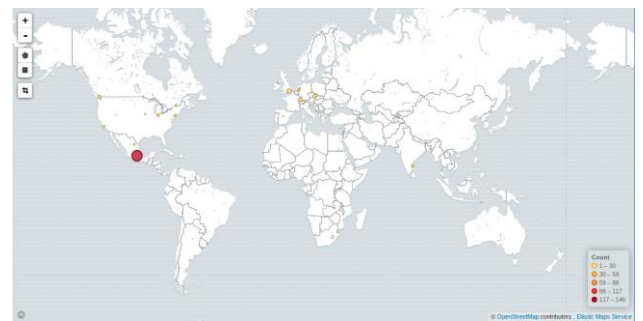 +
-
Count
1 – 30
30 – 59
59 – 88
88 – 117
117 – 146
© OpenStreetMap contributors , Elastic Maps Service